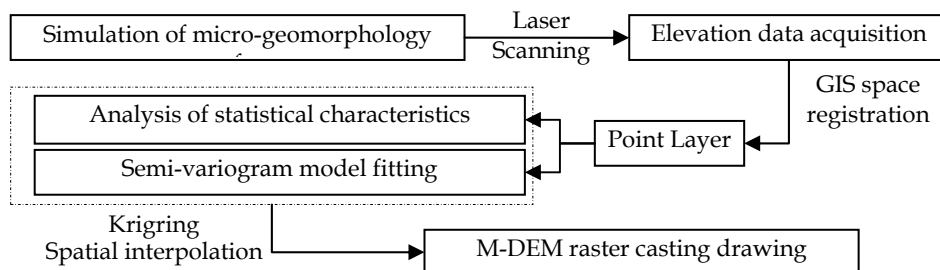 Simulation of micro-geomorphology
Laser
Scanning
Elevation data acquisition
GIS space
registration
Analysis of statistical characteristics
Point Layer
Semi-variogram model fitting
Krigring
Spatial interpolation
M-DEM raster casting drawing